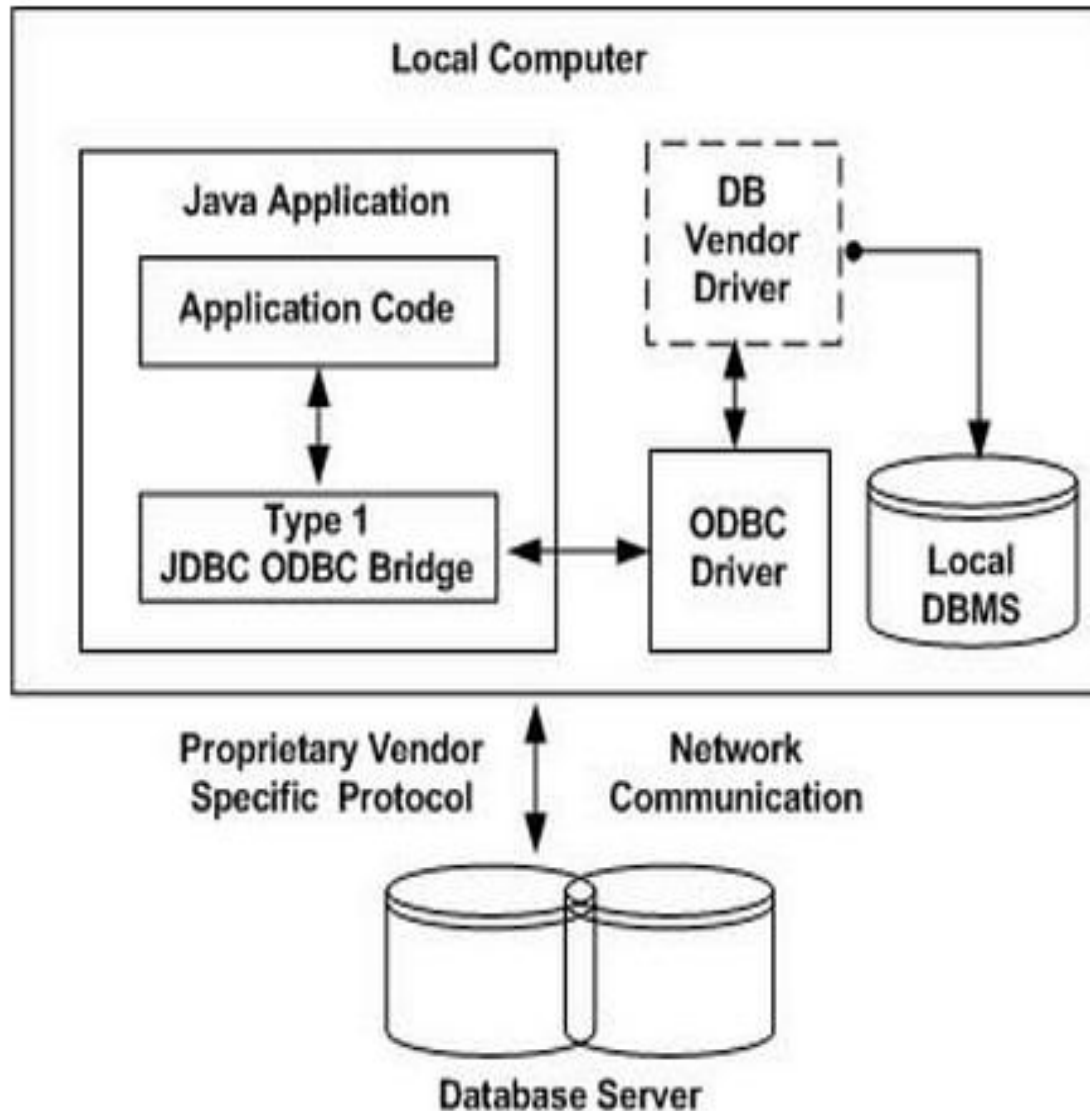 Local Computer
Java Application
Application Code
Type 1
JDBC ODBC Bridge
DB
Vendor
Driver
ODBC
Driver
Local
DBMS
Proprietary Vendor
Specific Protocol
Network
Communication
Database Server